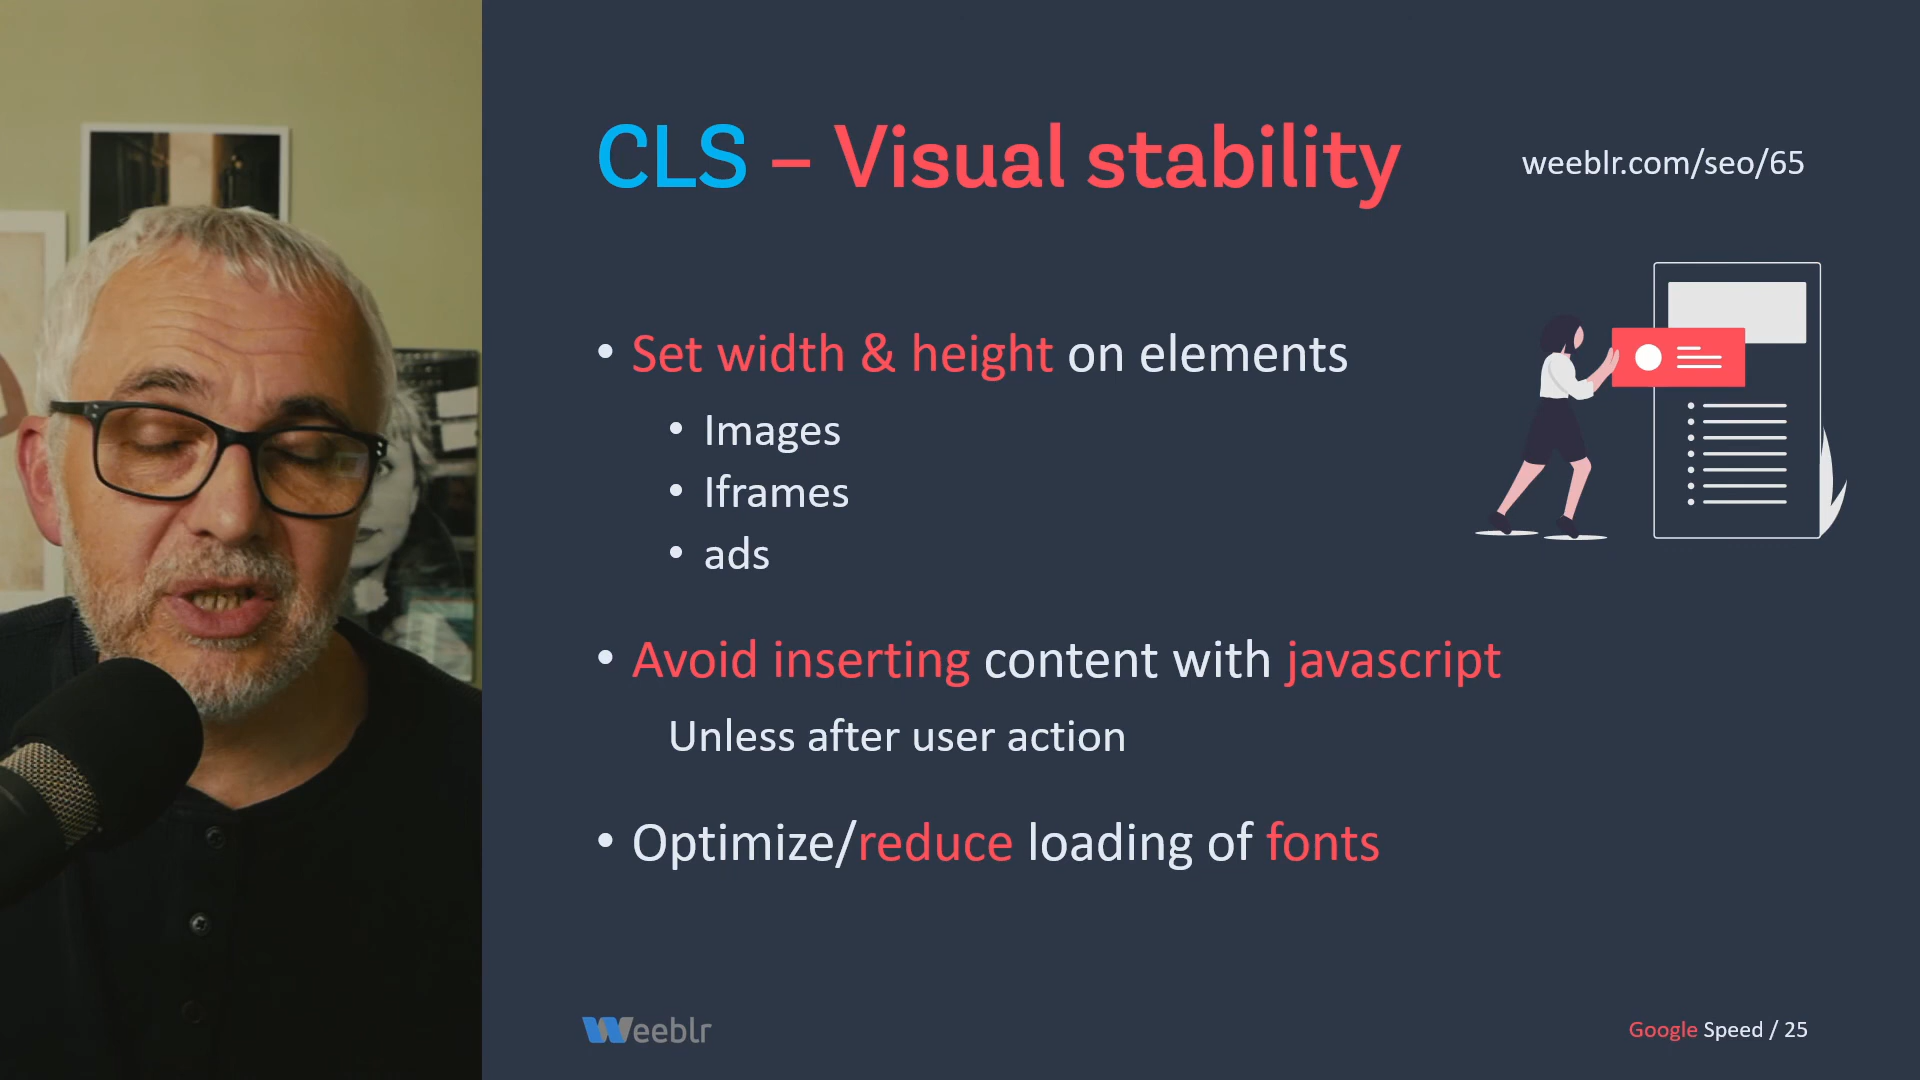 CLS – Visual stability
weeblr.com/seo/65
• Set width & height on elements
• Images
• Iframes
• ads
• Avoid inserting content with javascript
Unless after user action
• Optimize/reduce loading of fonts
Weeblr
Google Speed / 25